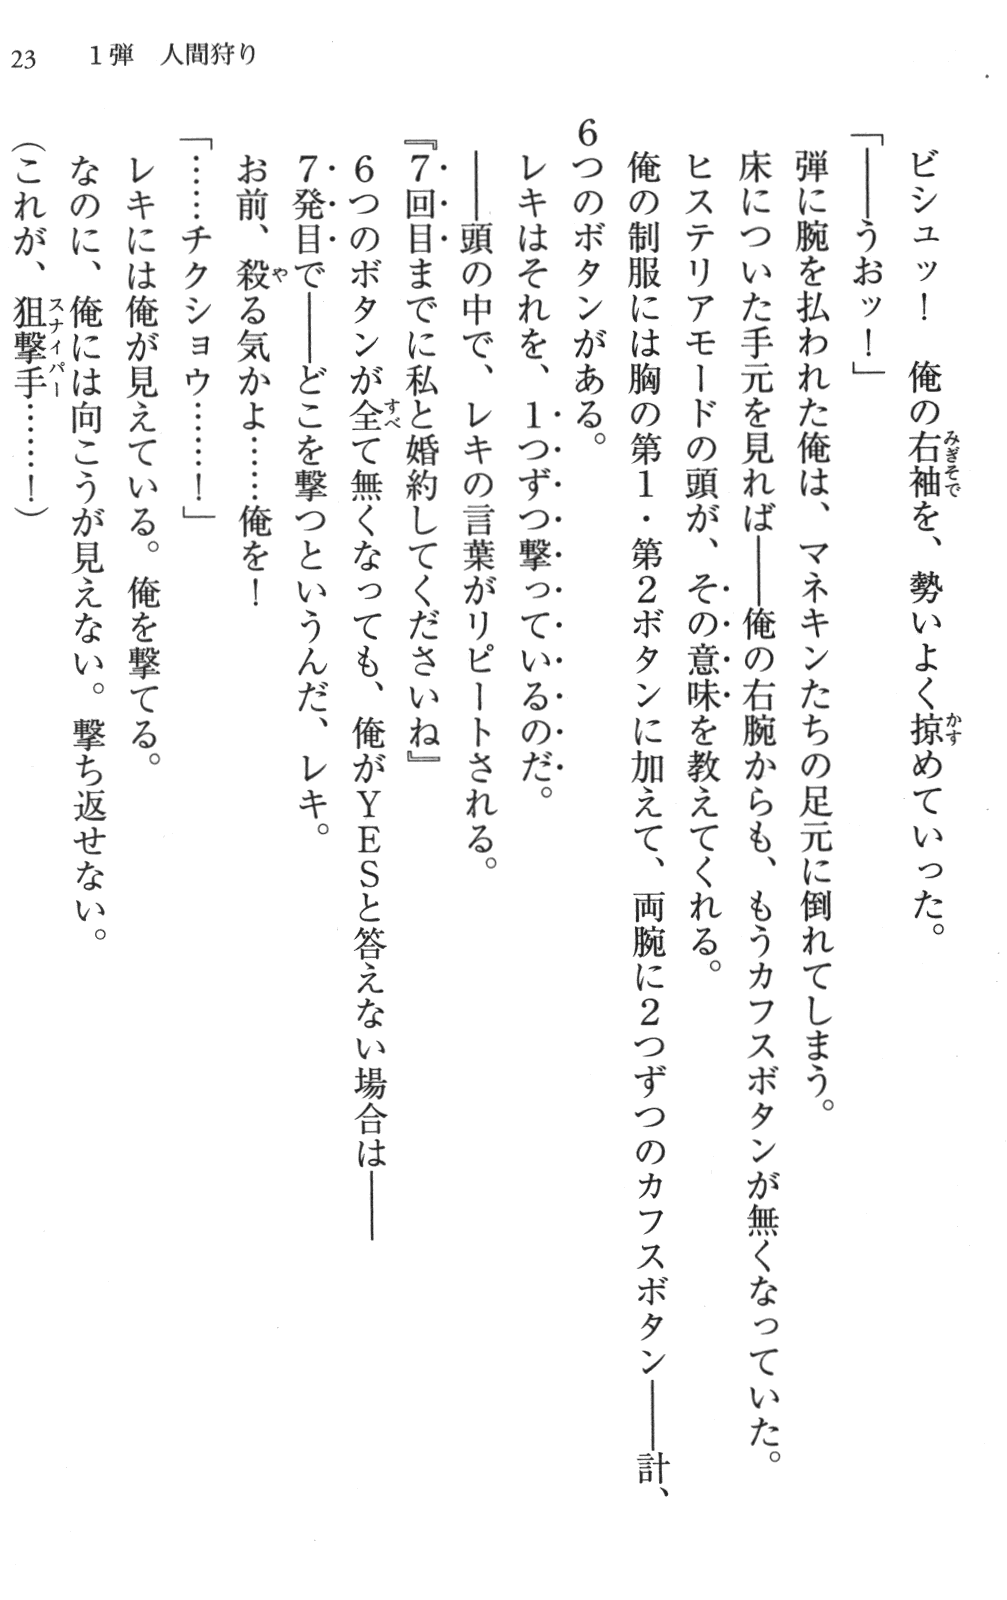 23　1弾　人間狩り
ビシュッ！　俺の右袖を、勢いよく掠めていった。
「――うおッ！」
弾に腕を払われた俺は、マネキンたちの足元に倒れてしまう。
床についた手元を見れば――俺の右腕からも、もうカフスボタンが無くなっていた。
ヒステリアモードの頭が、その意味を教えてくれる。
俺の制服には胸の第1・第2ボタンに加えて、両腕に2つずつのカフスボタン――計、
6つのボタンがある。
レキはそれを、1つずつ撃っているのだ。
――頭の中で、レキの言葉がリピートされる。
『7回目までに私と婚約してくださいね』
6つのボタンが全て無くなっても、俺がYESと答えない場合は――
7発目で――どこを撃つというんだ、レキ。
お前、殺る気かよ……俺を！
「……チクショウ……！」
レキには俺が見えている。俺を撃てる。
なのに、俺には向こうが見えない。撃ち返せない。
（これが、狙撃手……！）